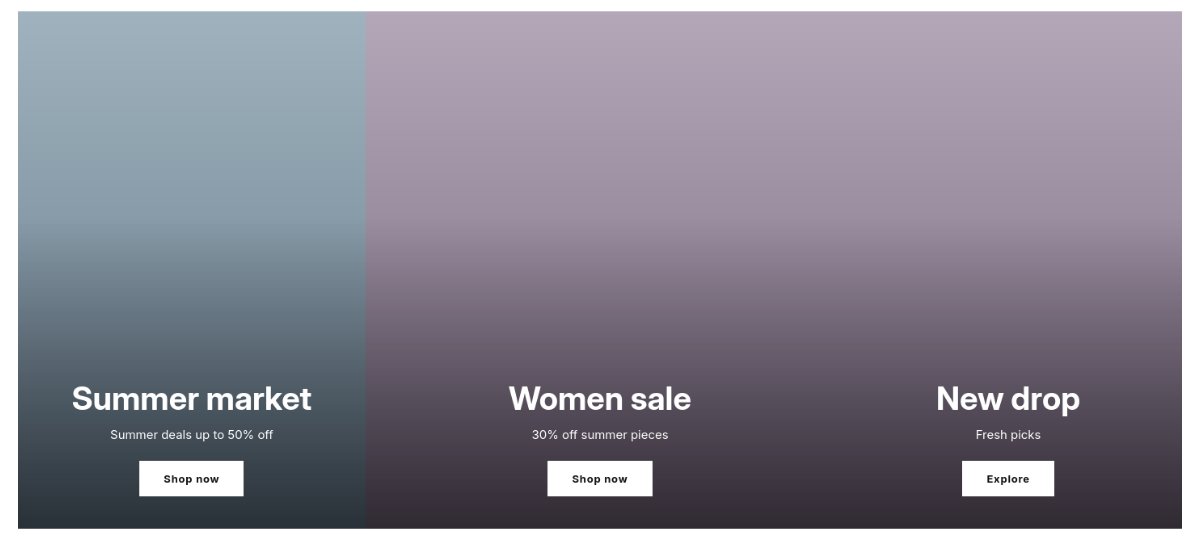 Summer market
Summer deals up to 50% off
Shop now
Women sale
30% off summer pieces
Shop now
New drop
Fresh picks
Explore